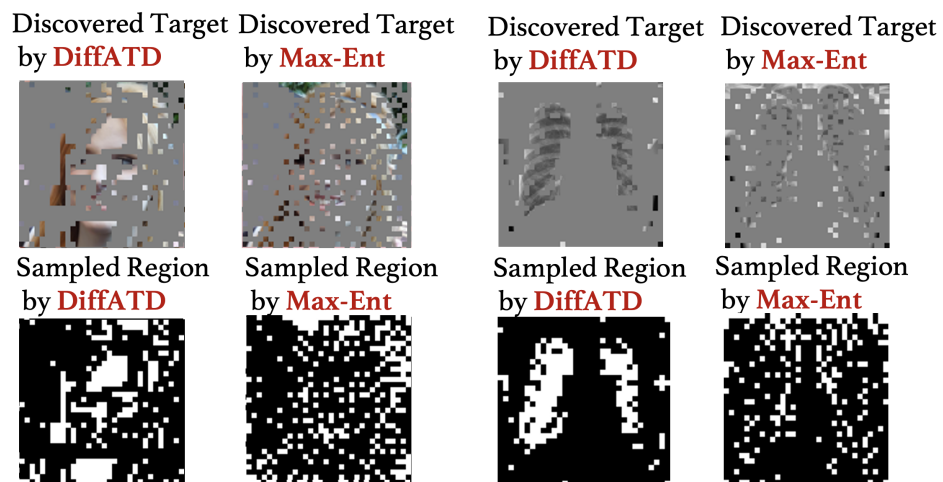 Discovered Target
by DiffATD
Discovered Target
by Max-Ent
Discovered Target
by DiffATD
Discovered Target
by Max-Ent
Sampled Region
by DiffATD
Sampled Region
by Max-Ent
Sampled Region
by DiffATD
Sampled Region
by Max-Ent